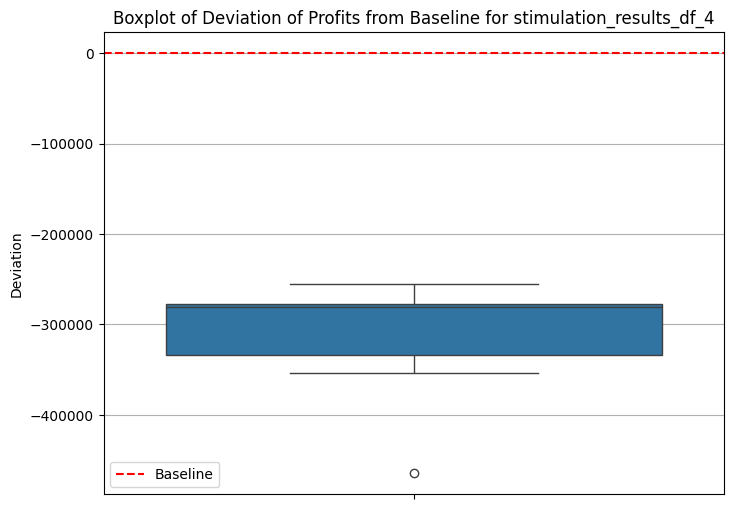 Boxplot of Deviation of Profits from Baseline for stimulation_results_df_4
0
−100000
−200000
−300000
−400000
Deviation
Baseline